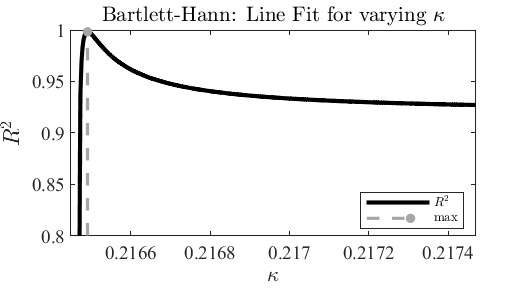 Bartlett-Hann: Line Fit for varying κ
1
0.95
0.9
0.85
0.8
R²
0.2166 0.2168 0.217 0.2172 0.2174
κ
R²
max